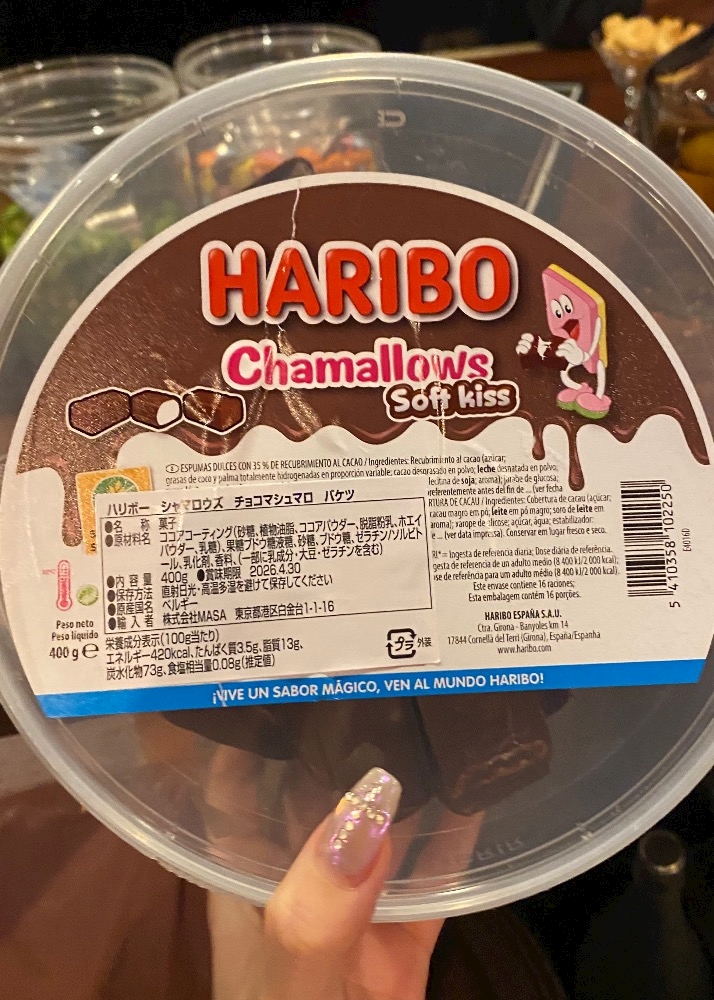 HARIBO
Chamallows
Soft kiss
ESPUMAS DULCES CON 35 % DE RECUBRIMIENTO AL CACAO / Ingredientes: Recubrimiento al cacao (azúcar;
grasas de coco y palma totalmente hidrogenadas en proporción variable; cacao desgrasado en polvo; leche desnatada en polvo;
lecitina de soja; aroma); jarabe de glucosa;
preferentemente antes del fin de ... (ver fecha
RTURA DE CACAU / Ingredientes: Cobertura de cacau (açúcar;
cacau magro em pó; leite em pó magro; soro de leite em
aroma); xarope de glicose; açúcar; água; estabilizador:
... (ver data impressa). Conservar em lugar fresco e seco.
RI* = Ingesta de referencia diaria; Dose diária de referência.
gesta de referencia de un adulto medio (8 400 kJ/2 000 kcal).
se de referência para um adulto médio (8 400 kJ/2 000 kcal).
Este envase contiene 16 raciones;
Esta embalagem contém 16 porções.
HARIBO ESPAÑA S.A.U.
Ctra. Girona - Banyoles km 14
17844 Cornellà del Terri (Girona), España/Espanha
www.haribo.com
5 410358 102250
ハリボー シャマロウズ チョコマシュマロ バケツ
●名 称 菓子
●原材料名 ココアコーティング(砂糖、植物油脂、ココアパウダー、脱脂粉乳、ホエイ
パウダー、乳糖)、果糖ブドウ糖液糖、砂糖、ブドウ糖、ゼラチン/ソルビト
ール、乳化剤、香料、(一部に乳成分・大豆・ゼラチンを含む)
●内 容 量 400g ●賞味期限 2026.4.30
●保存方法 直射日光・高温多湿を避けて保存してください
●原産国名 ベルギー
●輸 入 者 株式会社MASA 東京都港区白金台1-1-16
栄養成分表示(100g当たり)
エネルギー420kcal、たんぱく質3.5g、脂質13g、
炭水化物73g、食塩相当量0.08g(推定値)
プラ 外装
Peso neto
Peso líquido
400 g e
¡VIVE UN SABOR MÁGICO, VEN AL MUNDO HARIBO!